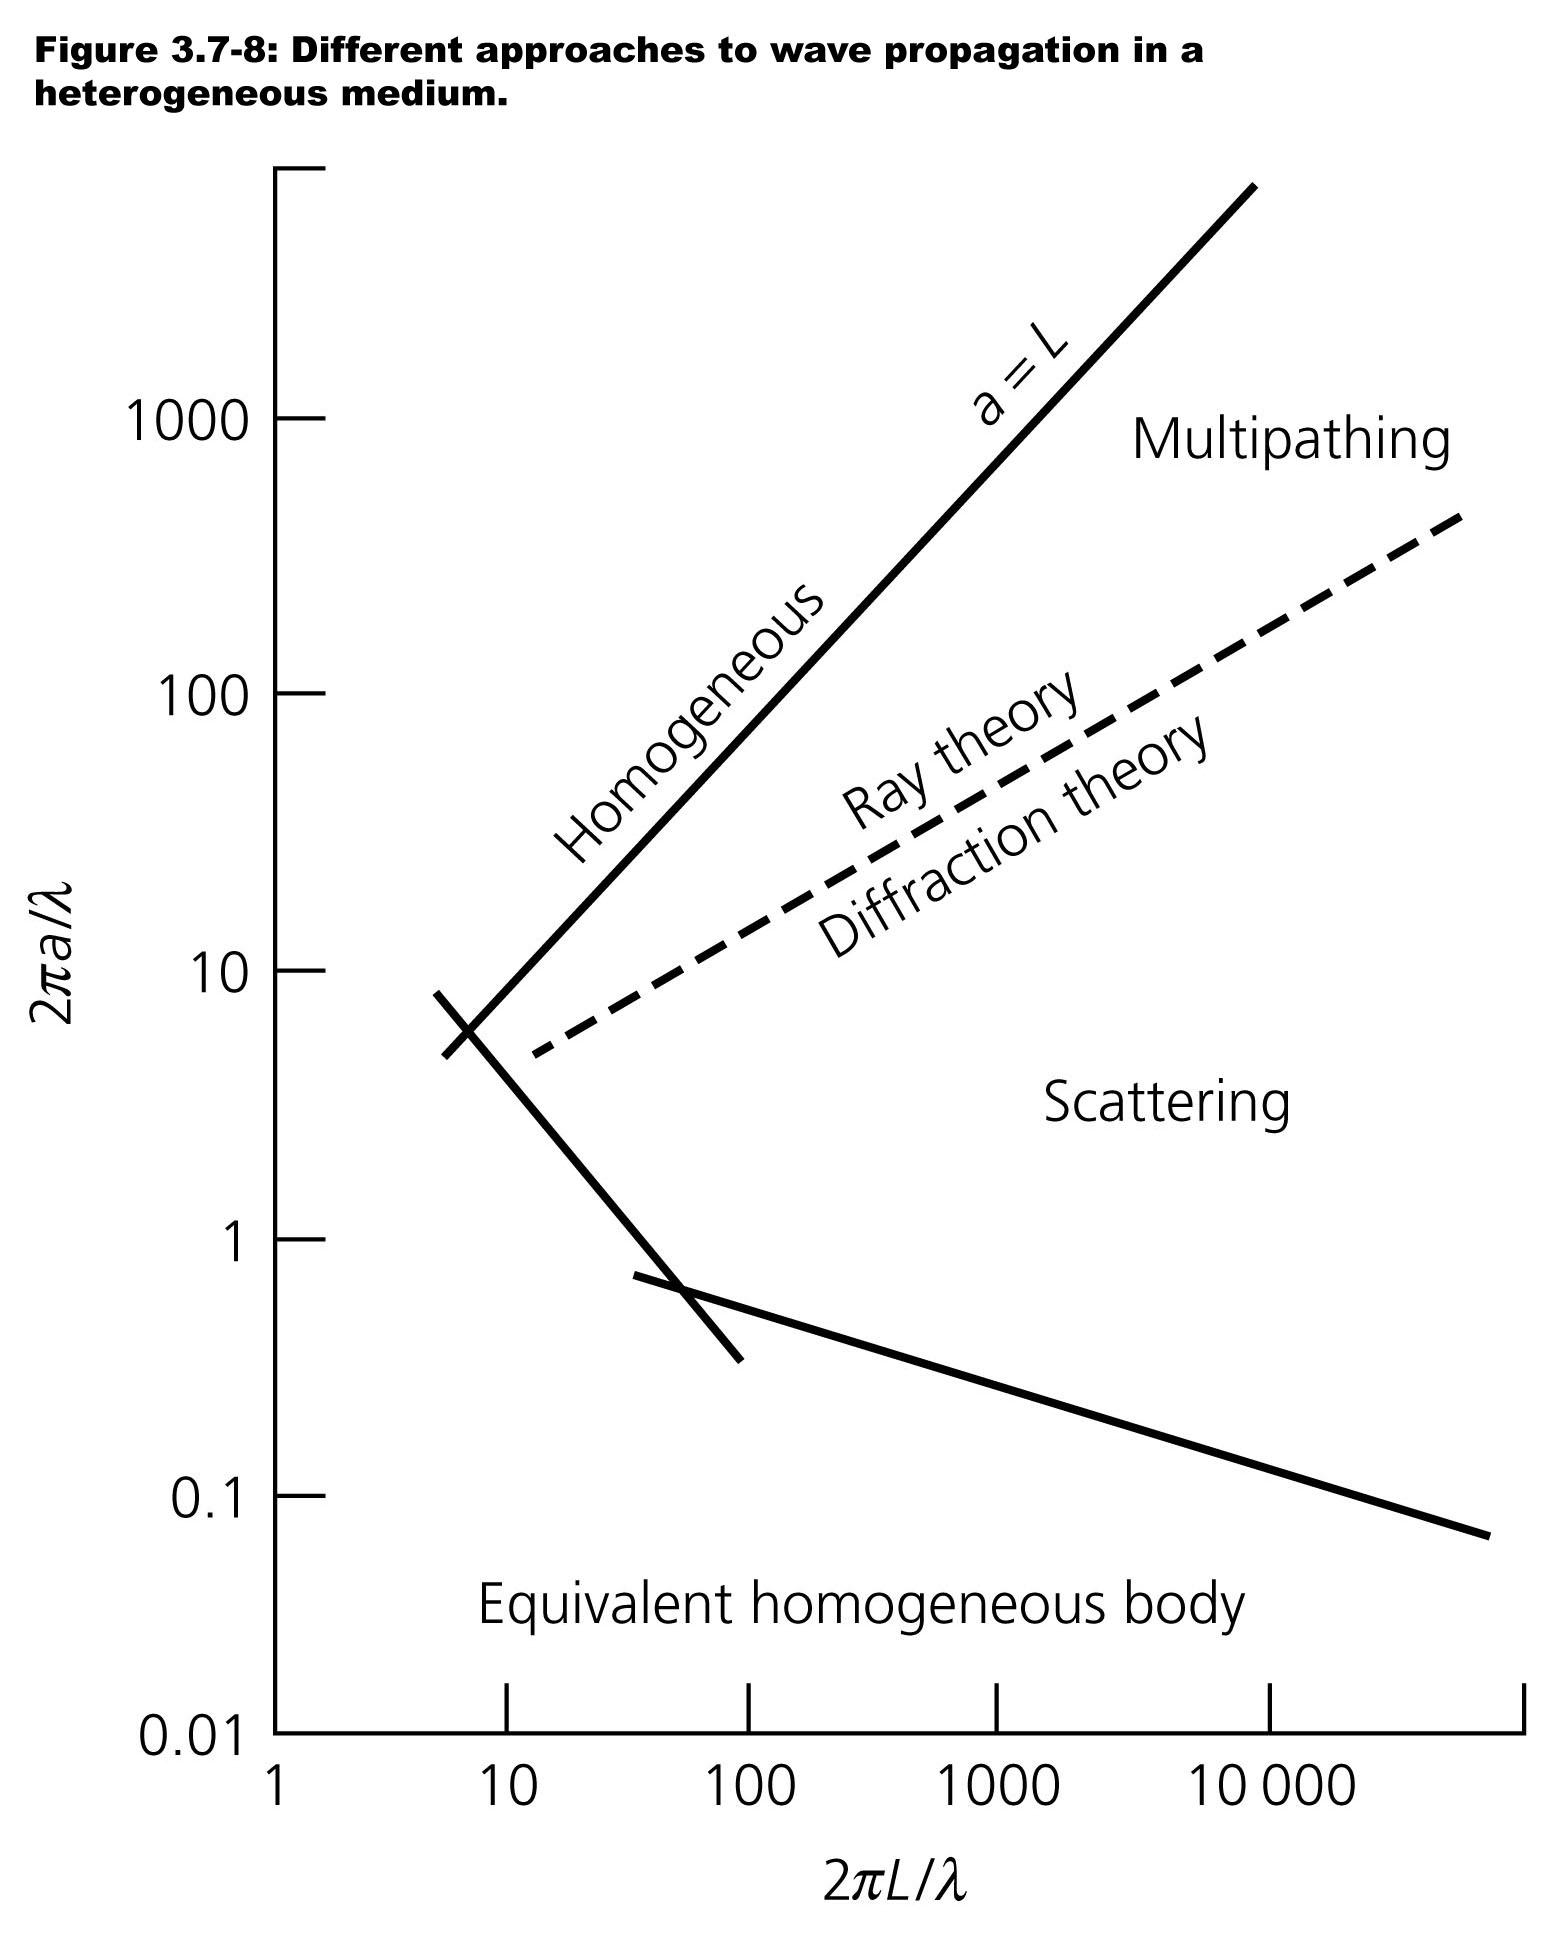 Figure 3.7-8: Different approaches to wave propagation in a
heterogeneous medium.
a = L
Multipathing
1000
Homogeneous
100
Ray theory
Diffraction theory
2πa/λ
10
Scattering
1
0.1
Equivalent homogeneous body
0.01
1 10 100 1000 10 000
2πL/λ